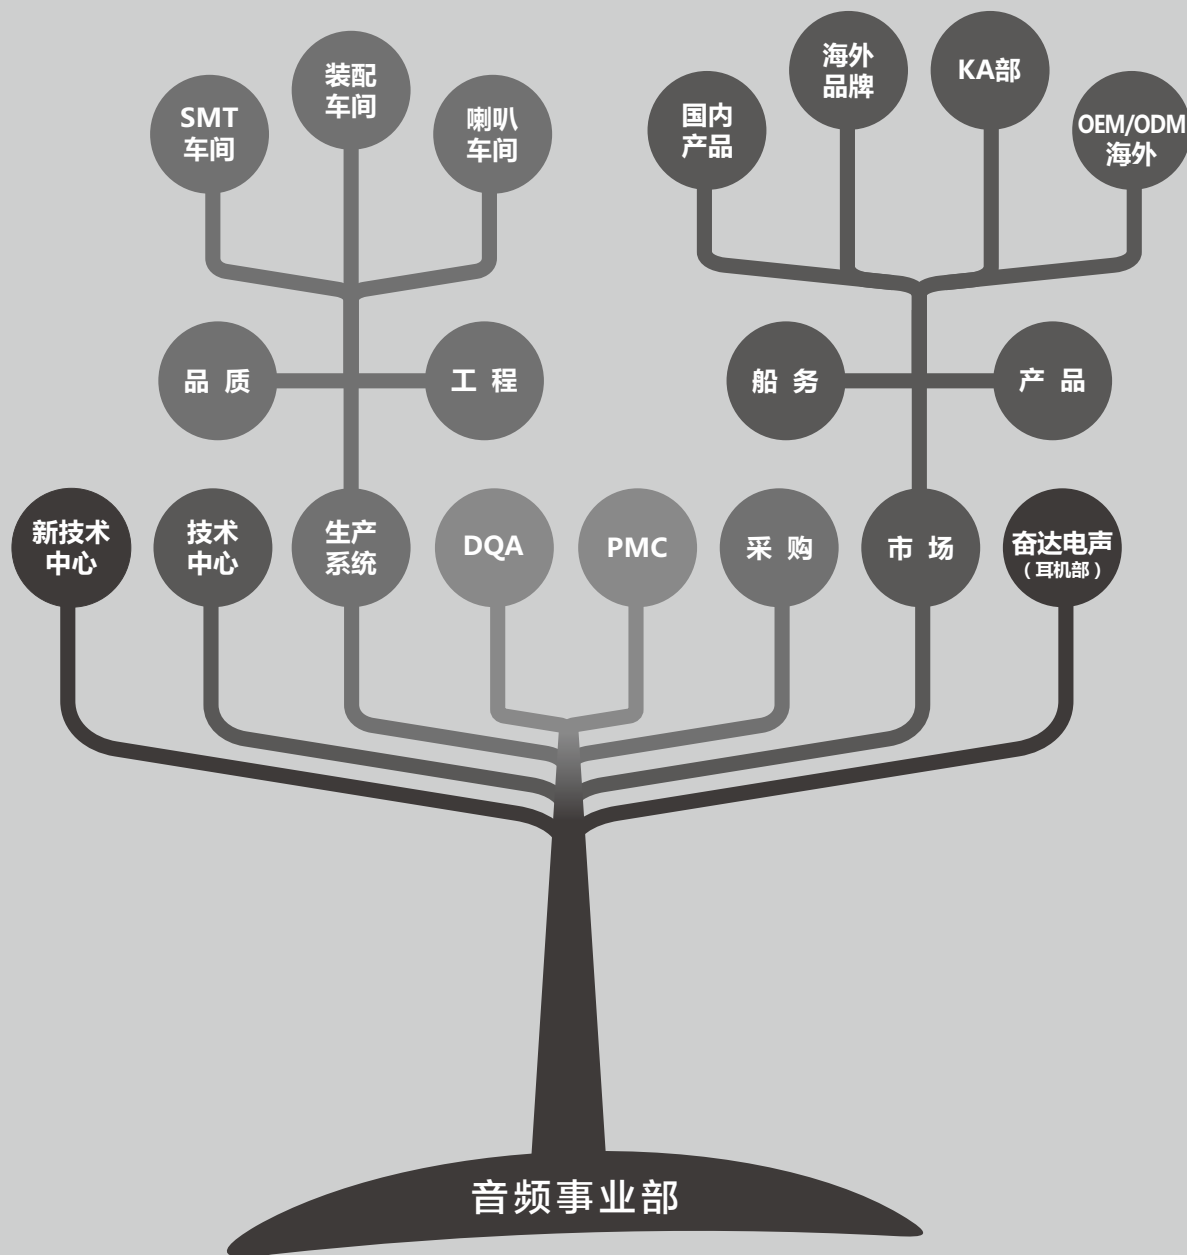 SMT
车间
装配
车间
喇叭
车间
国内
产品
海外
品牌
KA部
OEM/ODM
海外
品 质
工 程
船 务
产 品
新技术
中心
技术
中心
生产
系统
DQA
PMC
采 购
市 场
奋达电声
(耳机部)
音频事业部